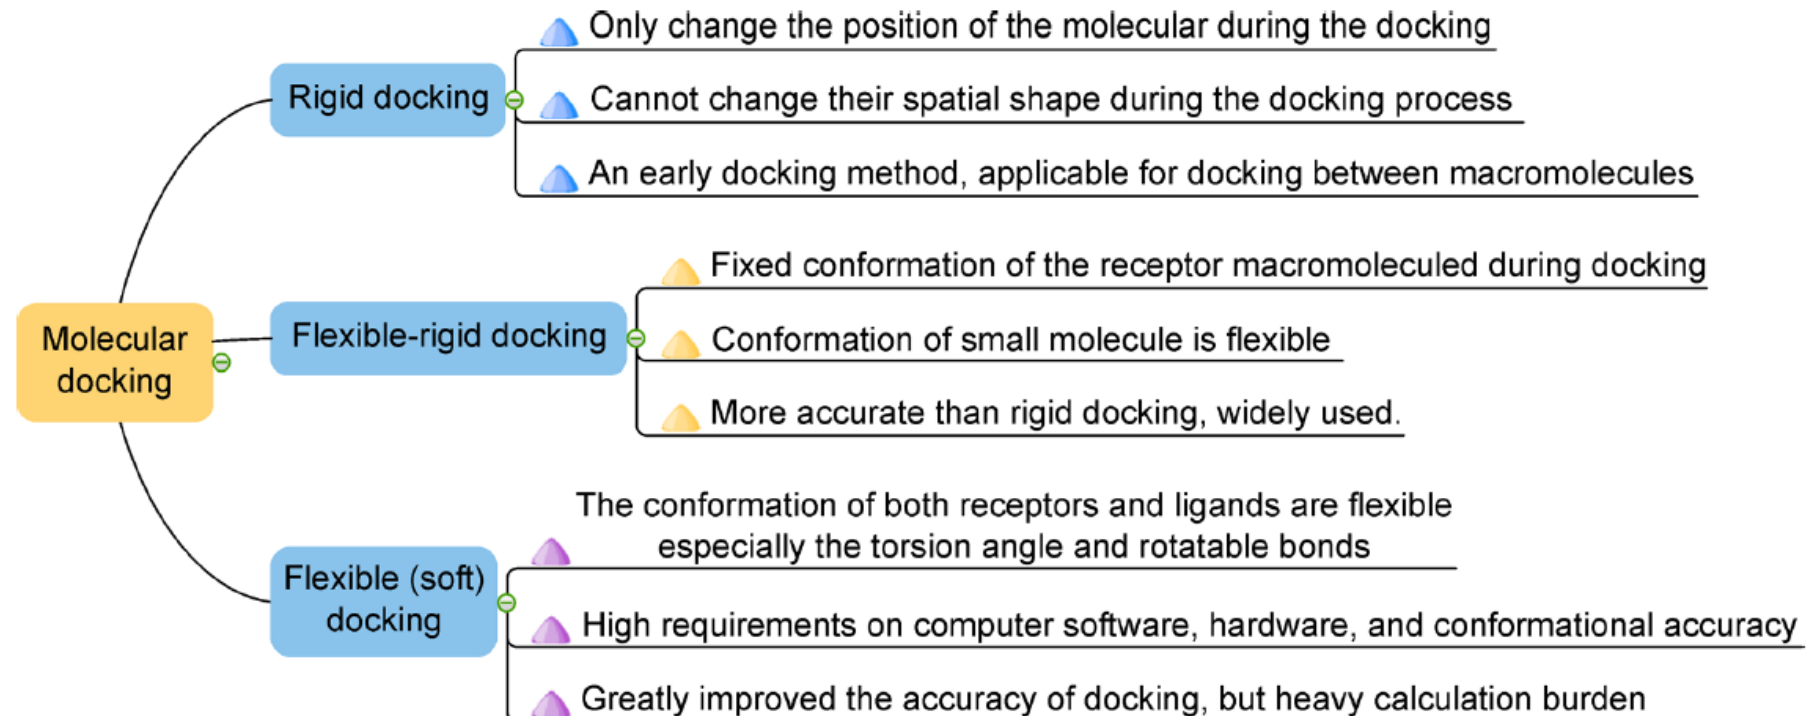 Only change the position of the molecular during the docking
Rigid docking
Cannot change their spatial shape during the docking process
An early docking method, applicable for docking between macromolecules
Fixed conformation of the receptor macromoleculed during docking
Molecular
docking
Flexible-rigid docking
Conformation of small molecule is flexible
More accurate than rigid docking, widely used.
The conformation of both receptors and ligands are flexible
especially the torsion angle and rotatable bonds
Flexible (soft)
docking
High requirements on computer software, hardware, and conformational accuracy
Greatly improved the accuracy of docking, but heavy calculation burden